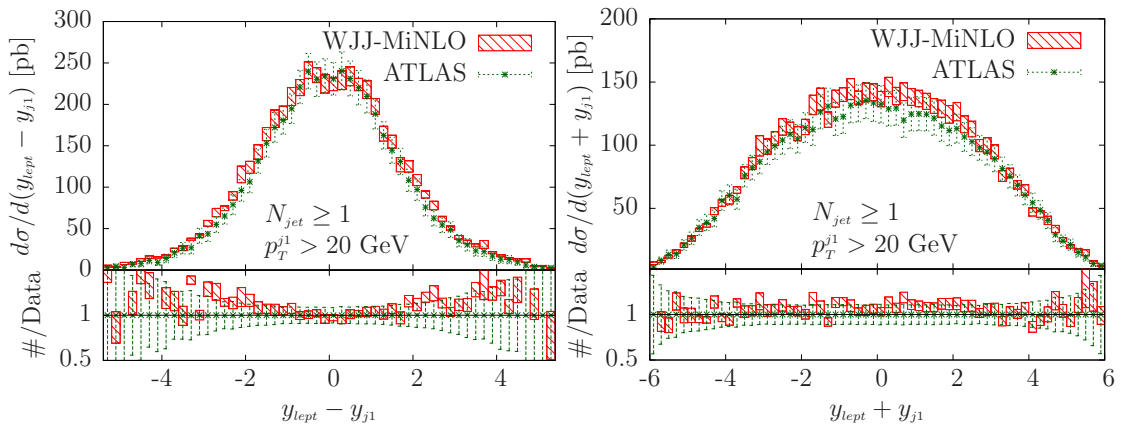 dσ/d(y_lept − y_j1) [pb]
300
250
200
150
100
50
0
WJJ-MiNLO
ATLAS
N_jet ≥ 1
p_T^j1 > 20 GeV
#/Data
1
0.5
-4
-2
0
2
4
y_lept − y_j1
dσ/d(y_lept + y_j1) [pb]
200
150
100
50
WJJ-MiNLO
ATLAS
N_jet ≥ 1
p_T^j1 > 20 GeV
#/Data
1
0.5
-6
-4
-2
0
2
4
6
y_lept + y_j1